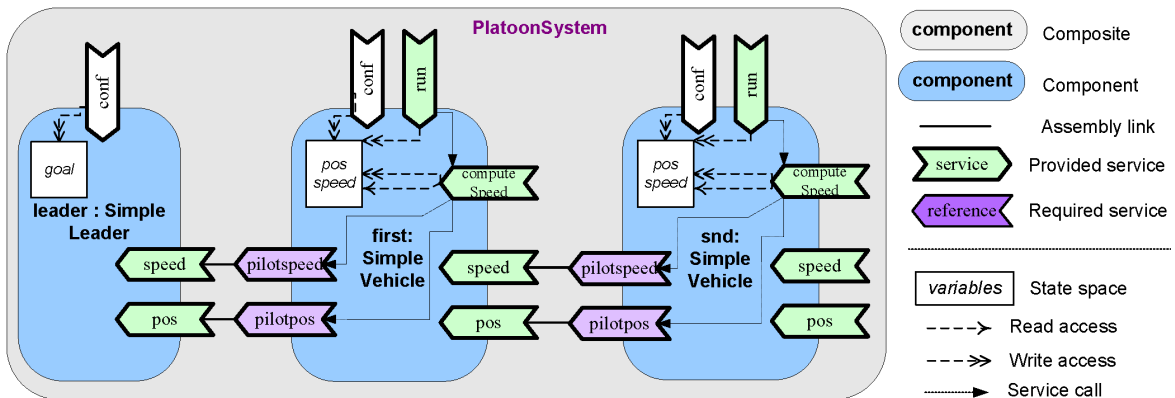 PlatoonSystem
conf
goal
leader : Simple
Leader
speed
pos
conf
run
pos
speed
compute
Speed
first:
Simple
Vehicle
pilotspeed
pilotpos
speed
pos
conf
run
pos
speed
compute
Speed
snd:
Simple
Vehicle
pilotspeed
pilotpos
speed
pos
component Composite
component Component
Assembly link
service Provided service
reference Required service
variables State space
Read access
Write access
Service call